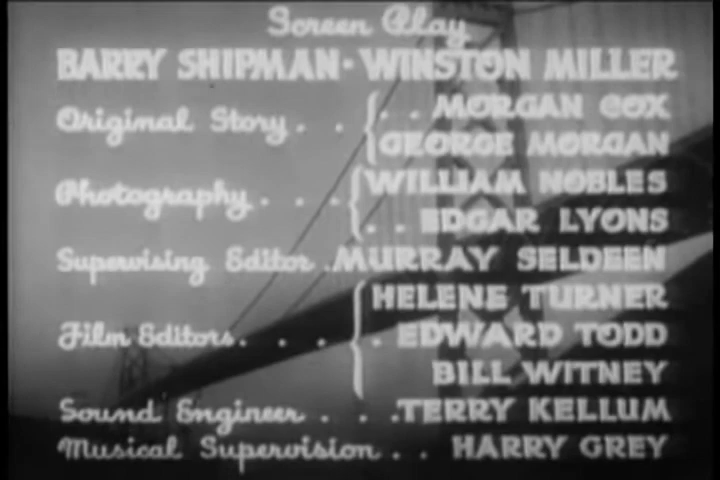 Screen Play
BARRY SHIPMAN · WINSTON MILLER
Original Story . . { . . MORGAN COX
GEORGE MORGAN
Photography . . . { WILLIAM NOBLES
. . EDGAR LYONS
Supervising Editor . MURRAY SELDEEN
HELENE TURNER
Film Editors. . . . { . EDWARD TODD
BILL WITNEY
Sound Engineer . . .TERRY KELLUM
Musical Supervision . . HARRY GREY